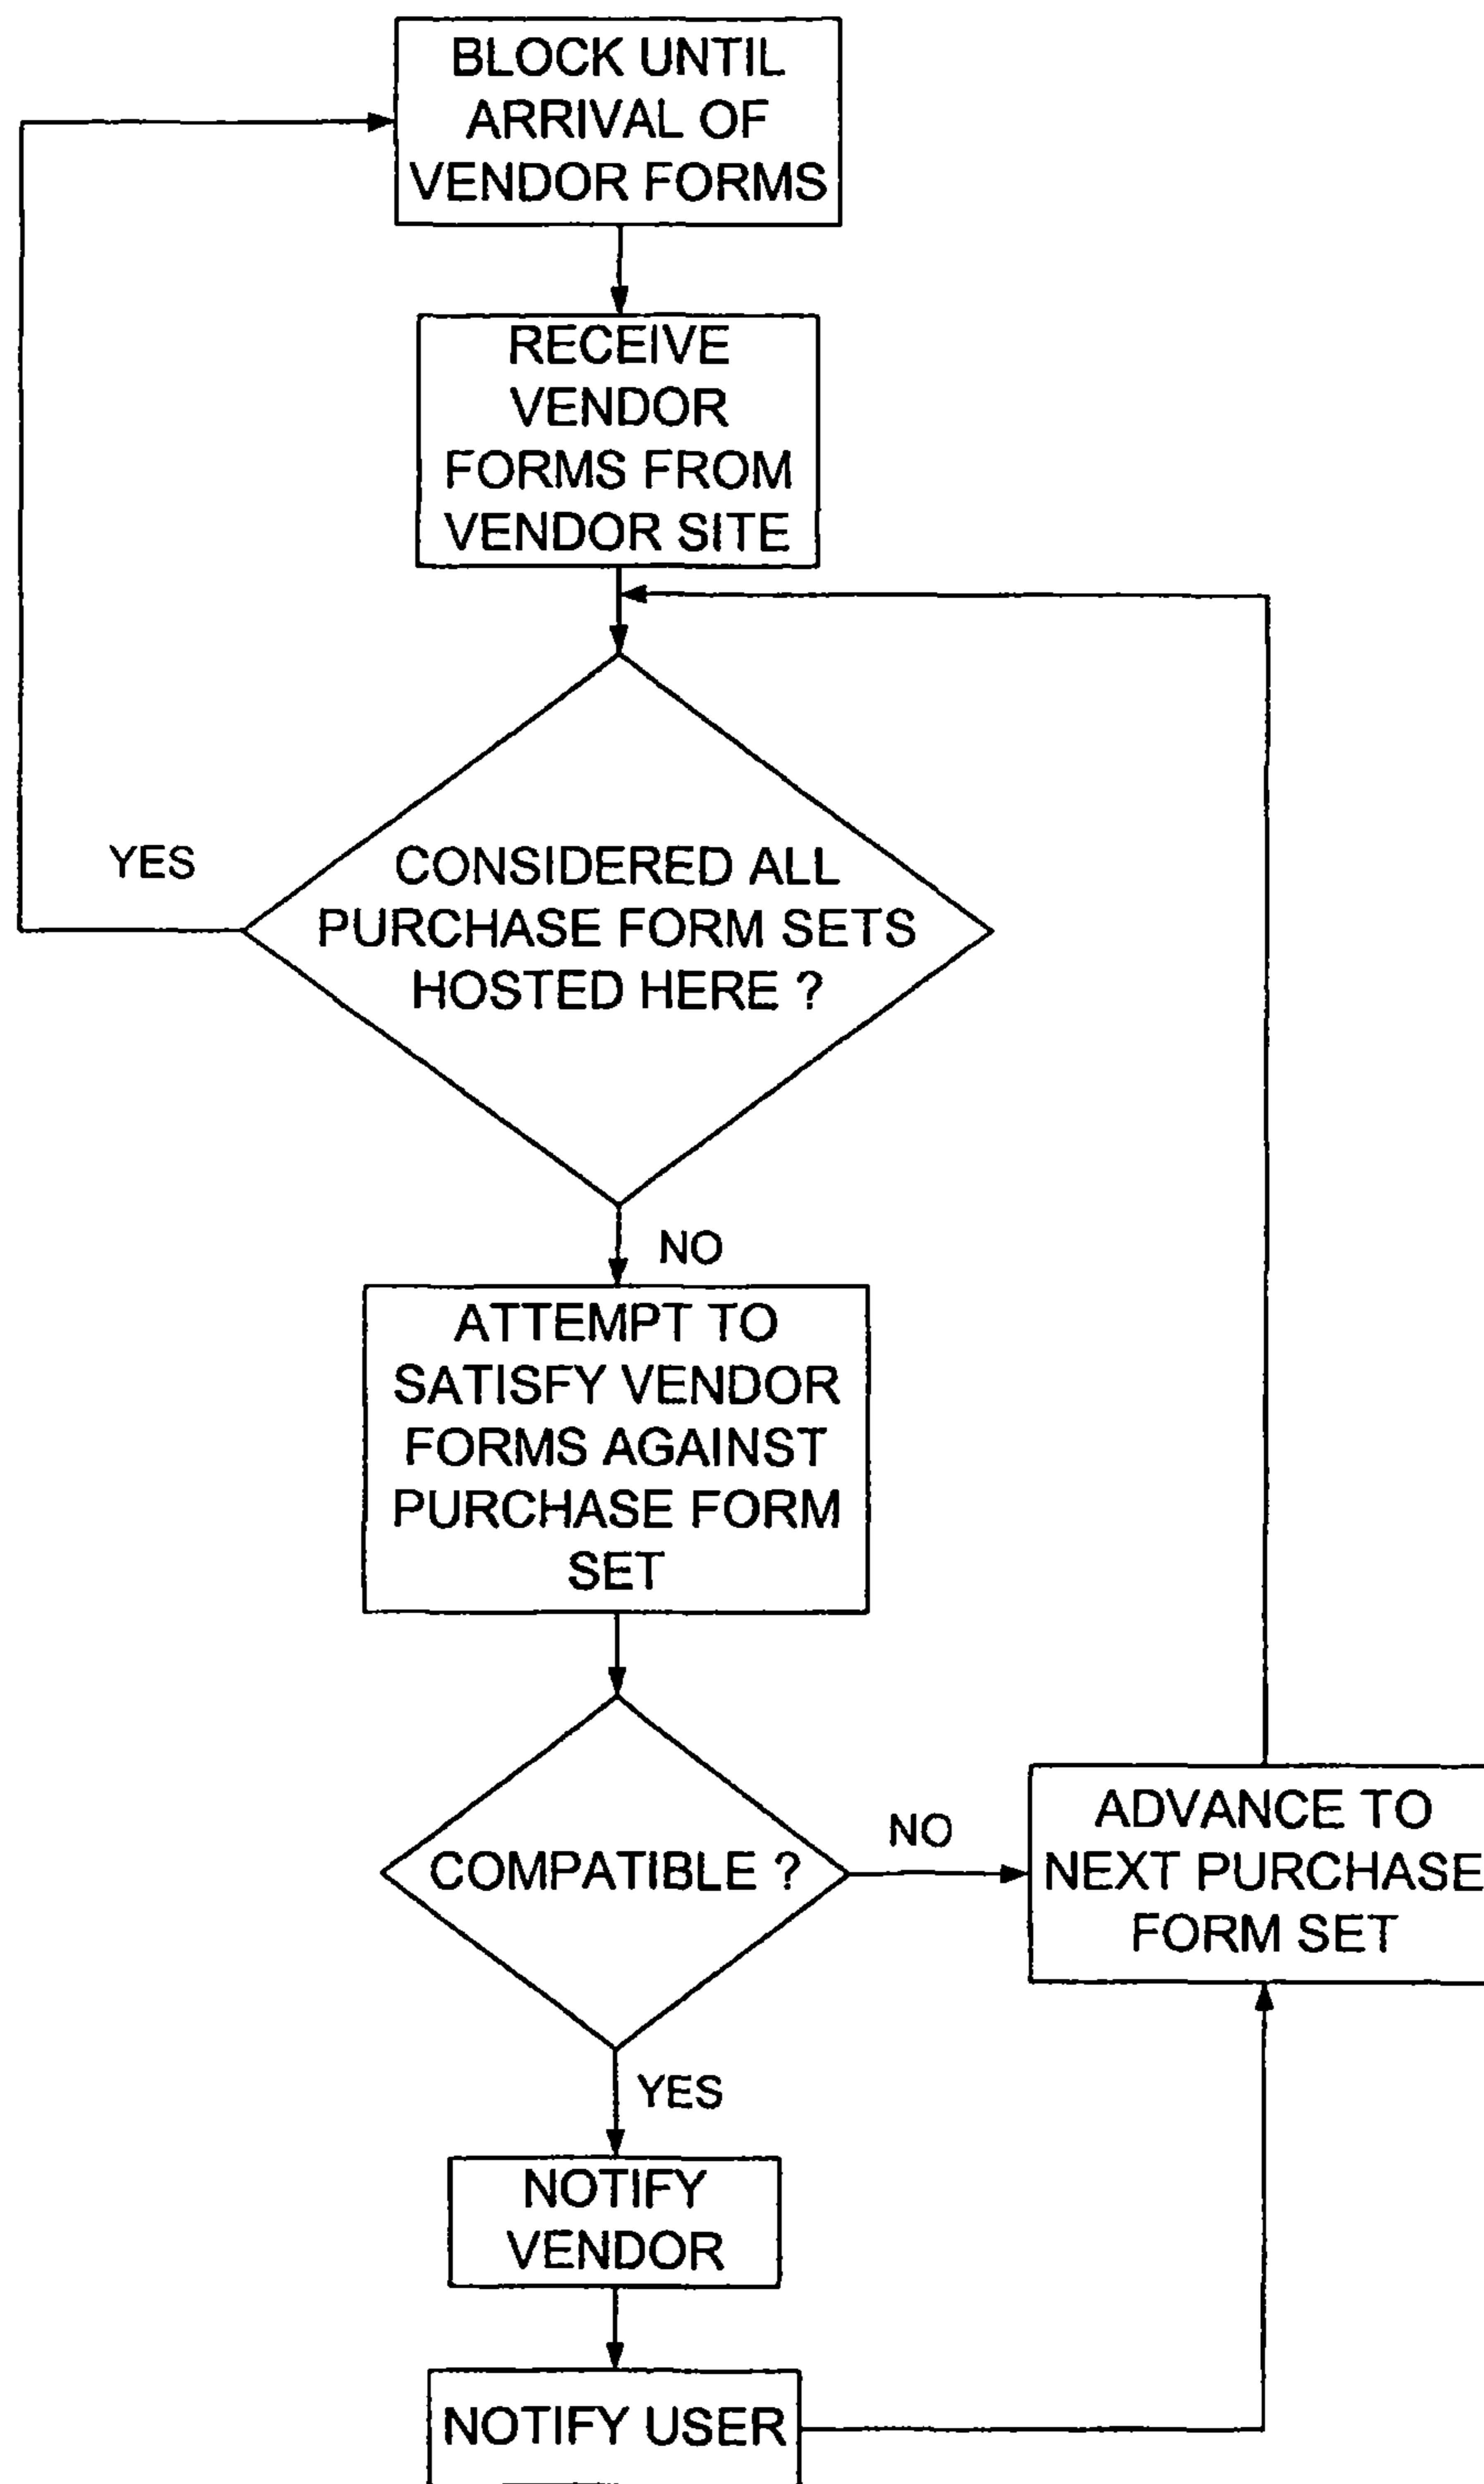 BLOCK UNTIL
ARRIVAL OF
VENDOR FORMS
RECEIVE
VENDOR
FORMS FROM
VENDOR SITE
YES
CONSIDERED ALL
PURCHASE FORM SETS
HOSTED HERE ?
NO
ATTEMPT TO
SATISFY VENDOR
FORMS AGAINST
PURCHASE FORM
SET
COMPATIBLE ?
NO
ADVANCE TO
NEXT PURCHASE
FORM SET
YES
NOTIFY
VENDOR
NOTIFY USER